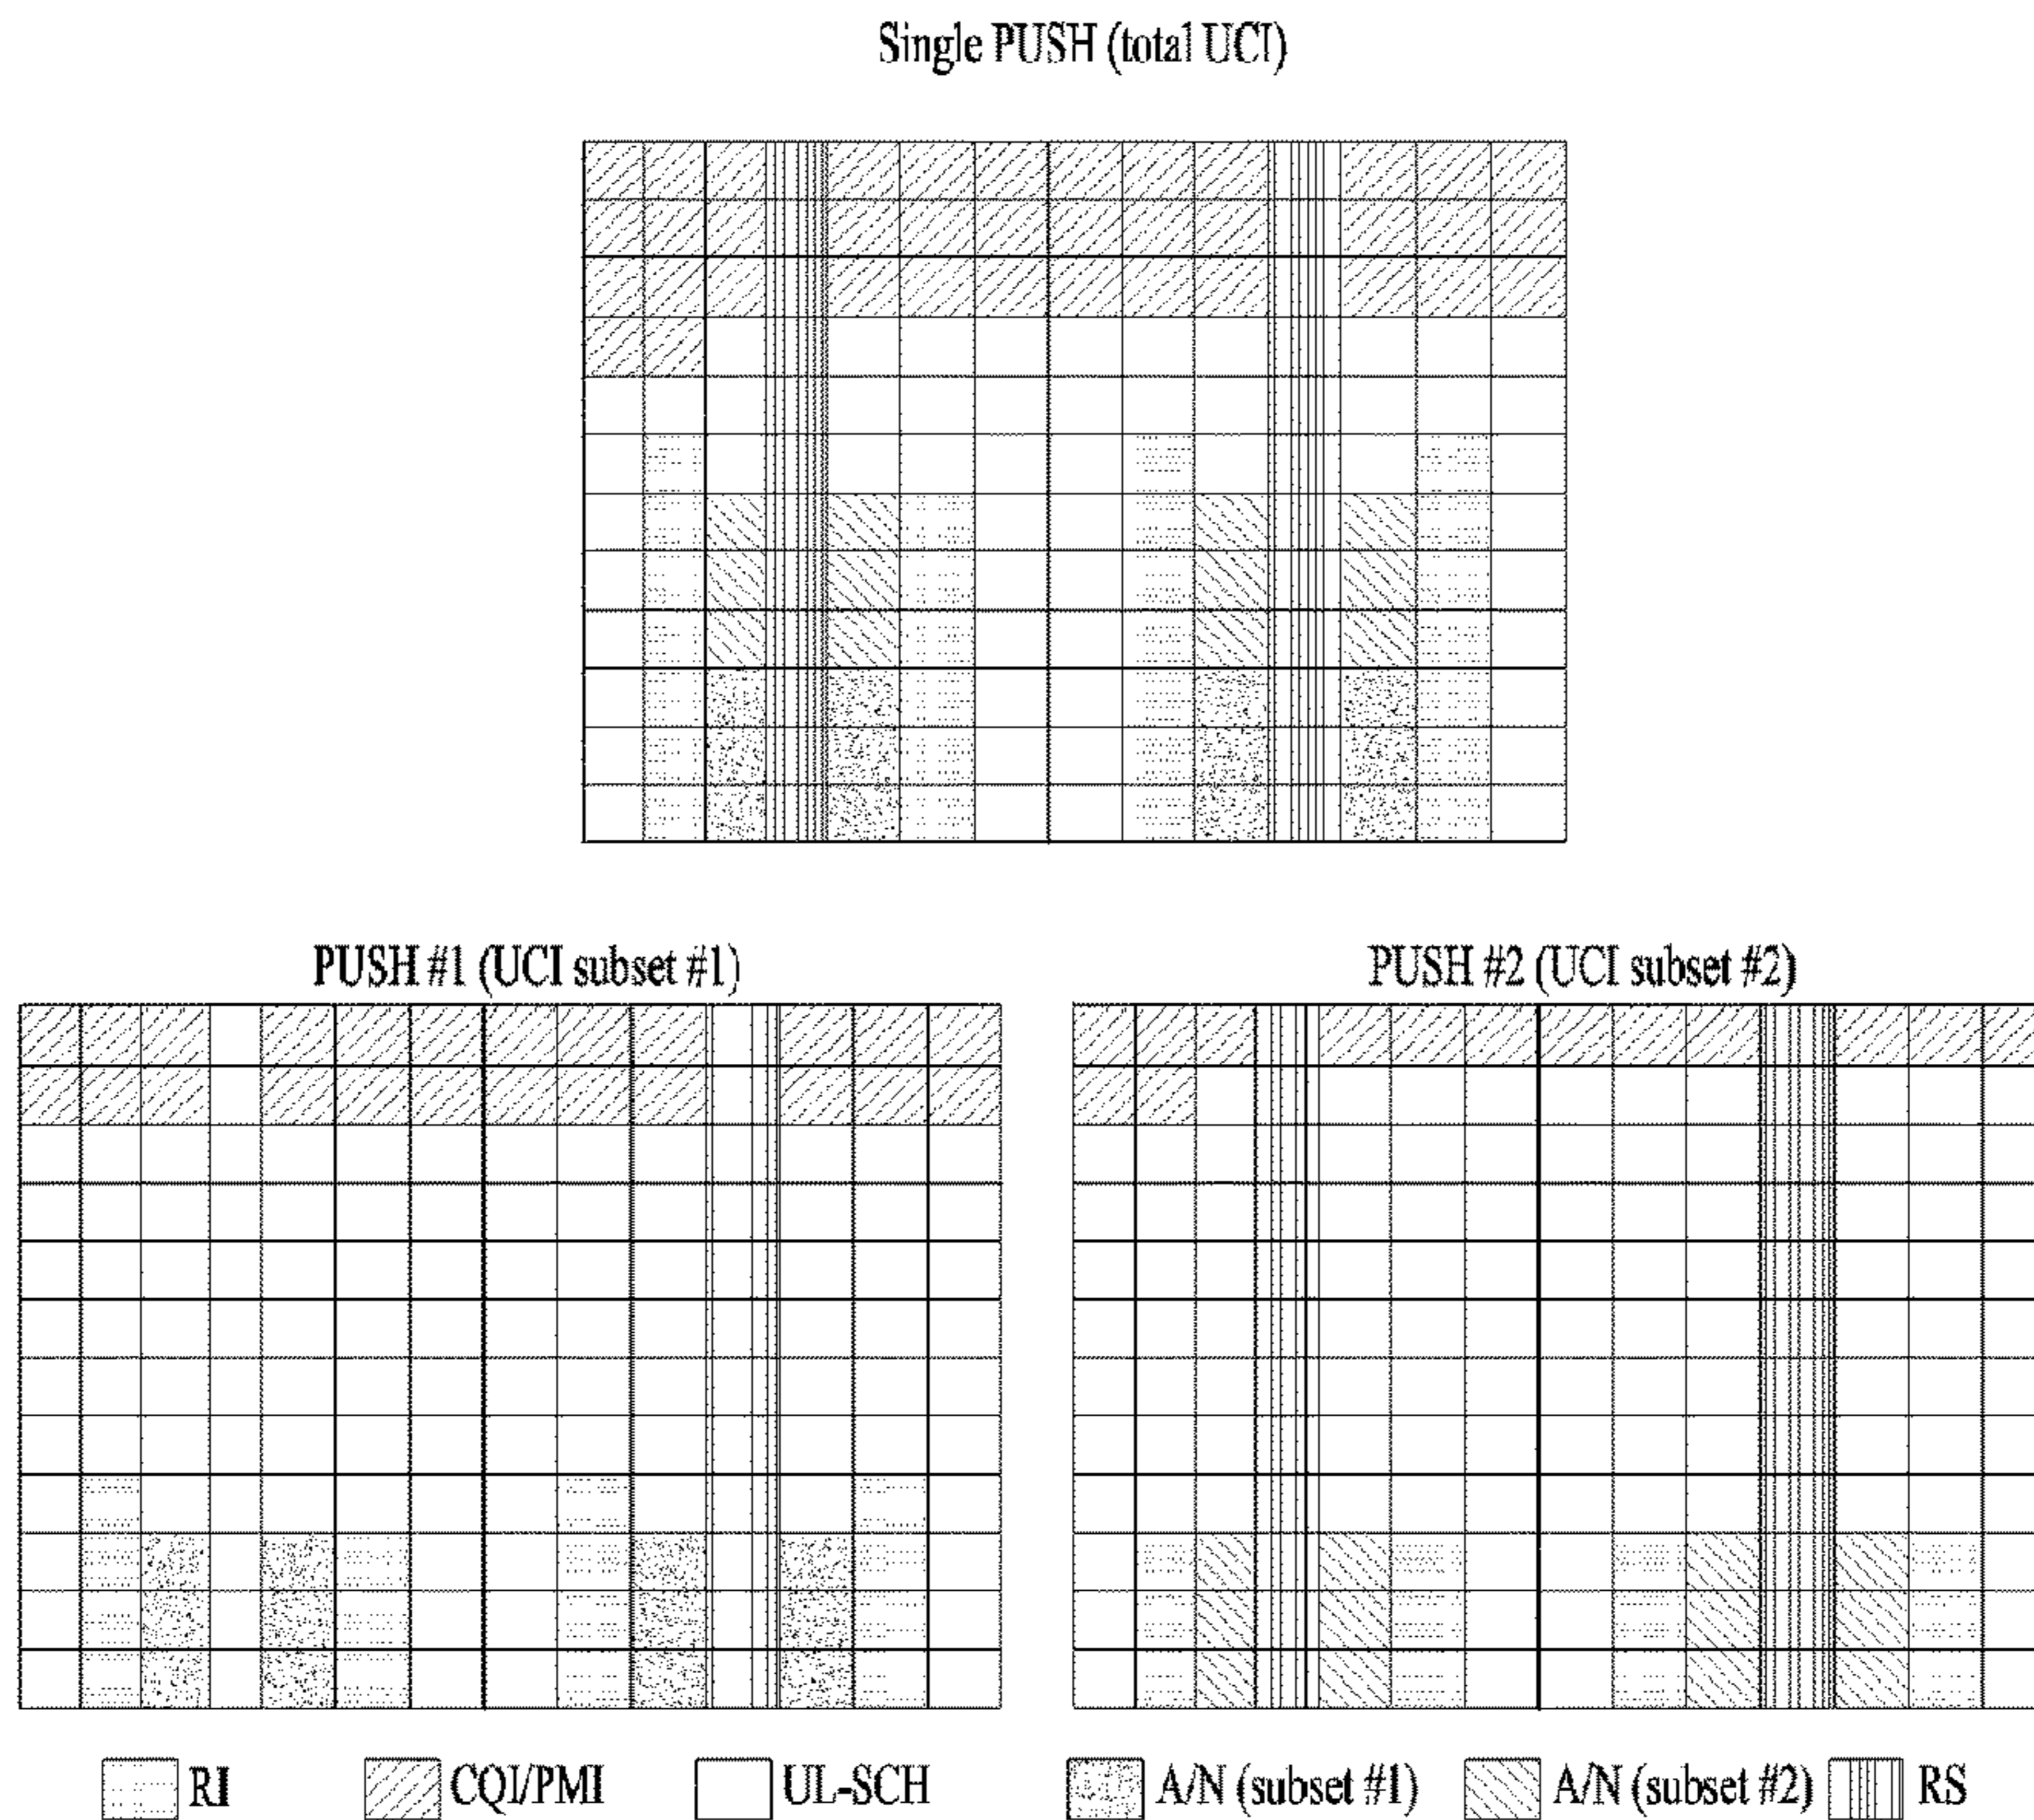 Single PUSH (total UCI)
PUSH #1 (UCI subset #1)
PUSH #2 (UCI subset #2)
RI
CQI/PMI
UL-SCH
A/N (subset #1)
A/N (subset #2)
RS